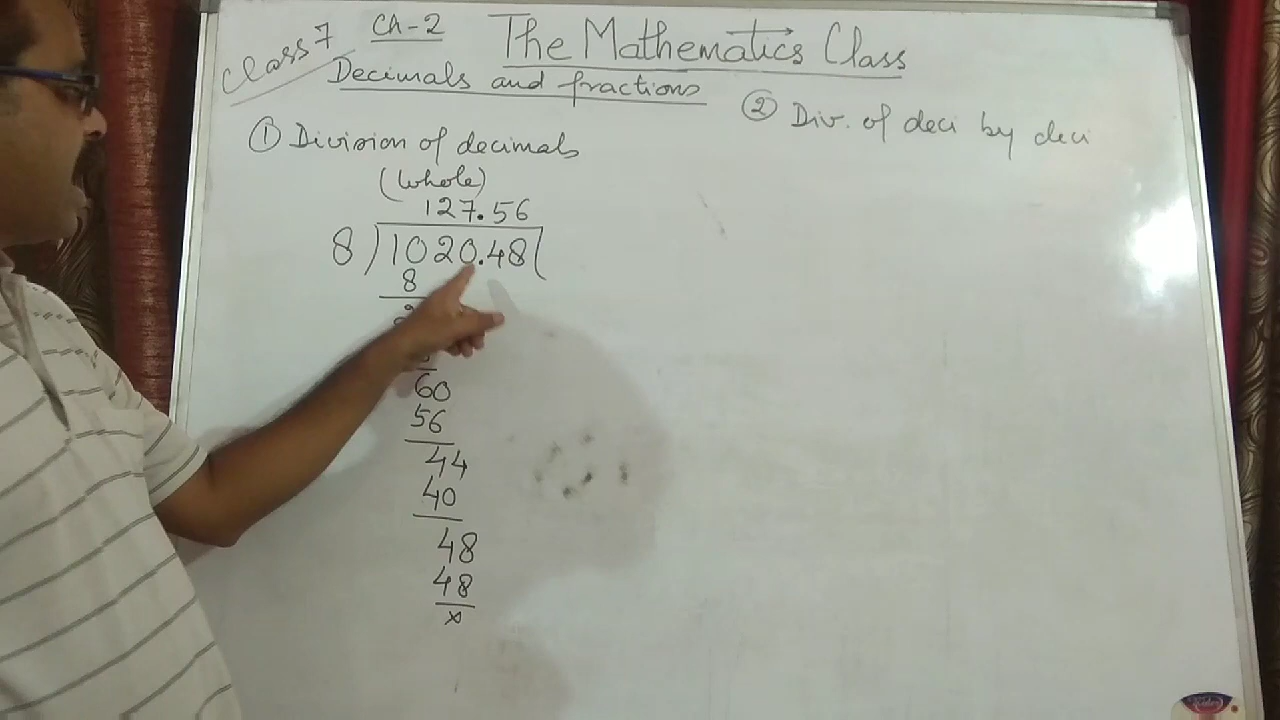 Class 7 Ch-2 The Mathematics Class
Decimals and fractions
① Division of decimals
(Whole)
127.56
8)1020.48(
8
60
56
44
40
48
48
x
② Div. of deci by deci